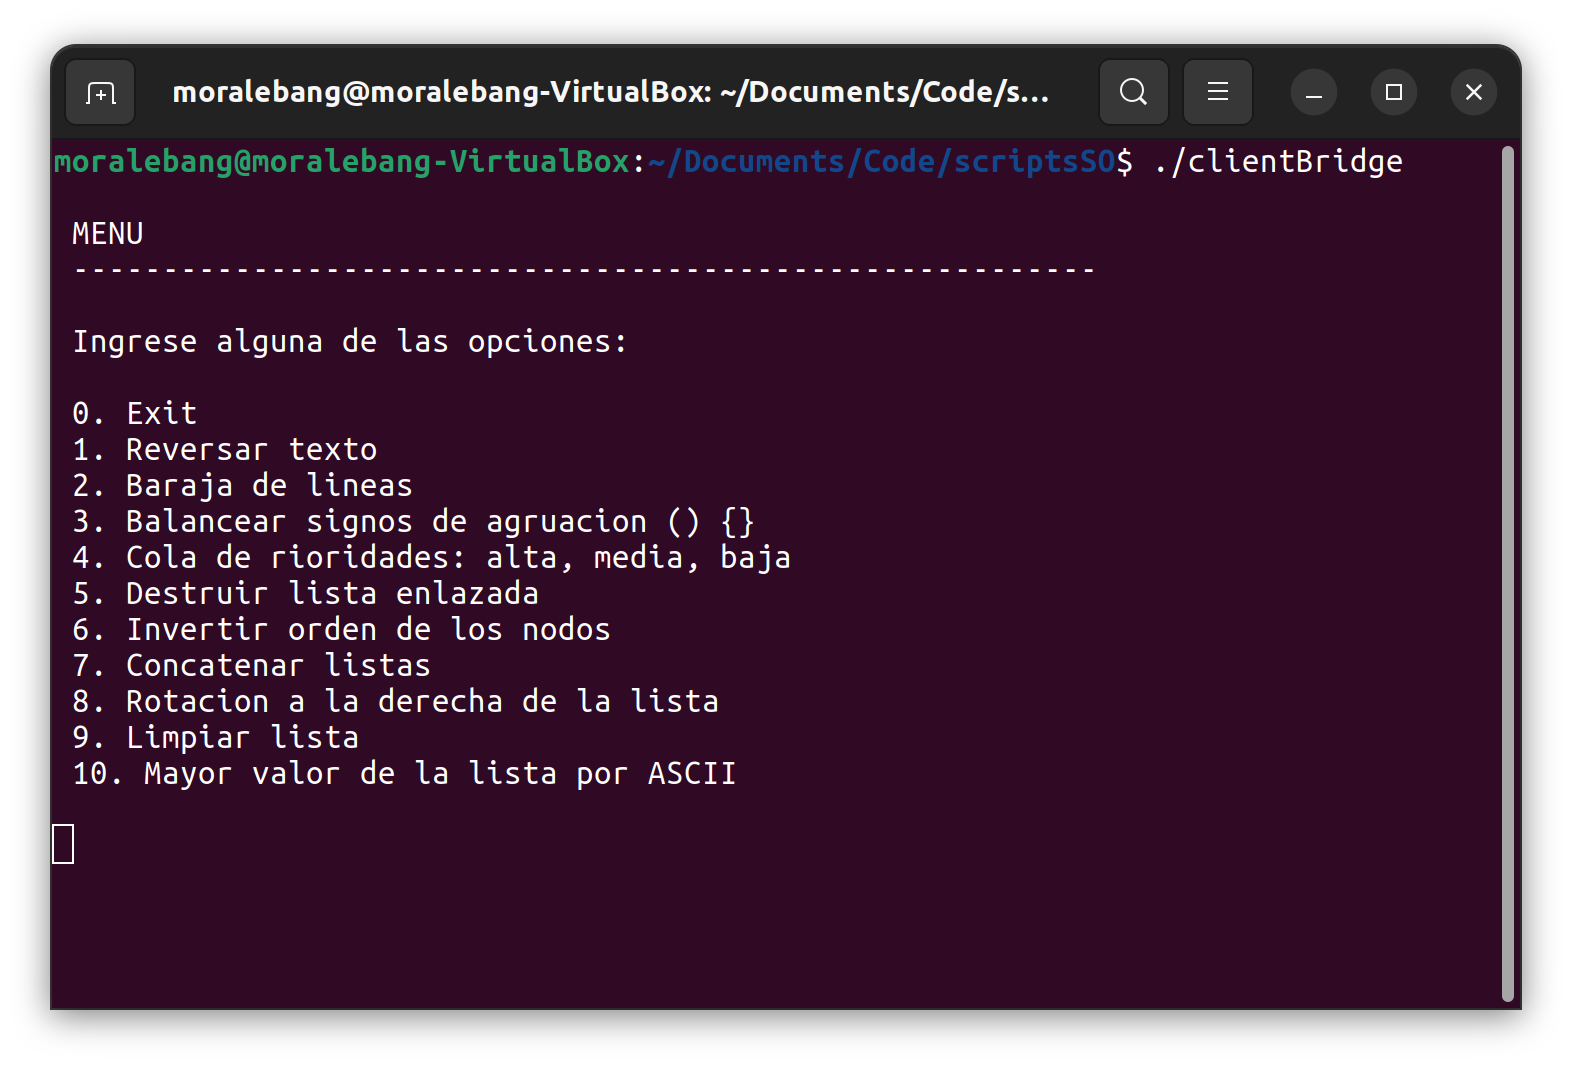 moralebang@moralebang-VirtualBox: ~/Documents/Code/s...
moralebang@moralebang-VirtualBox:~/Documents/Code/scriptsSO$ ./clientBridge
MENU
---------------------------------------------------------
Ingrese alguna de las opciones:
0. Exit
1. Reversar texto
2. Baraja de lineas
3. Balancear signos de agruacion () {}
4. Cola de rioridades: alta, media, baja
5. Destruir lista enlazada
6. Invertir orden de los nodos
7. Concatenar listas
8. Rotacion a la derecha de la lista
9. Limpiar lista
10. Mayor valor de la lista por ASCII